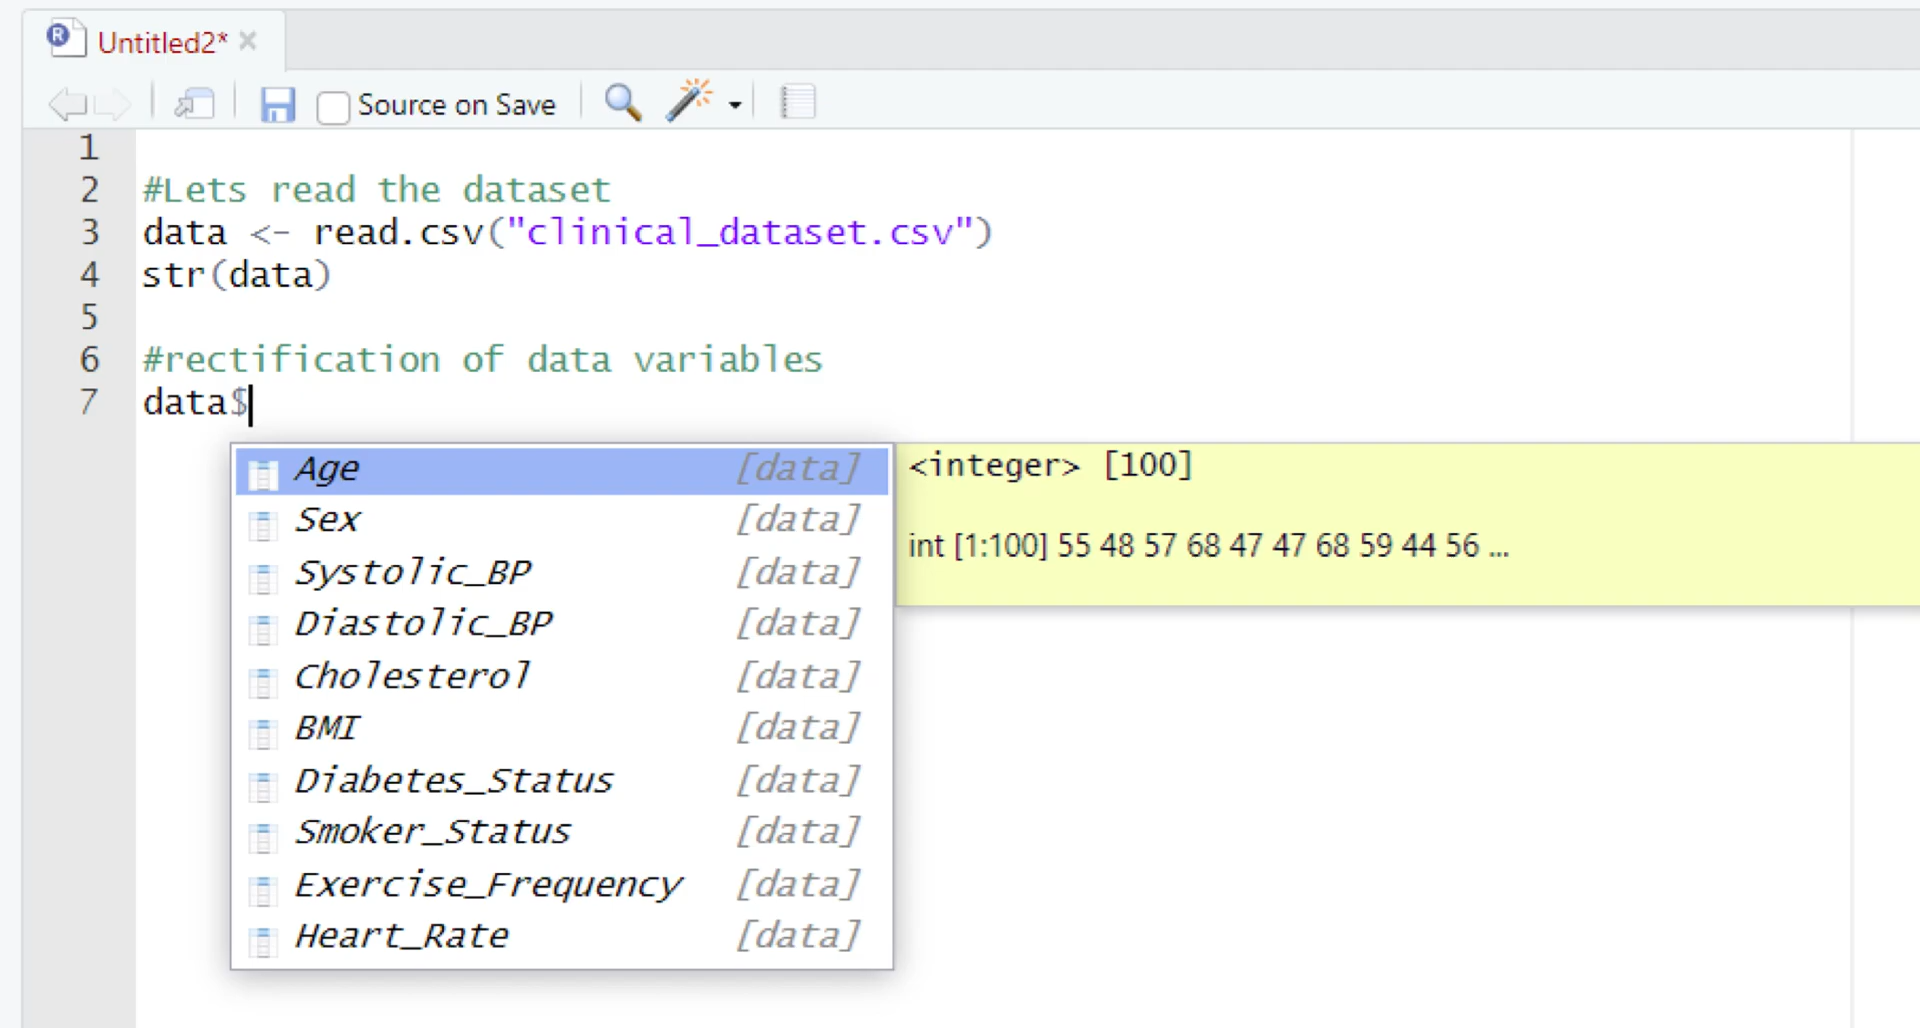 R Untitled2*
Source on Save
1
2 #Lets read the dataset
3 data <- read.csv("clinical_dataset.csv")
4 str(data)
5
6 #rectification of data variables
7 data$
Age [data]
<integer> [100]
Sex [data]
int [1:100] 55 48 57 68 47 47 68 59 44 56 ...
Systolic_BP [data]
Diastolic_BP [data]
Cholesterol [data]
BMI [data]
Diabetes_Status [data]
Smoker_Status [data]
Exercise_Frequency [data]
Heart_Rate [data]